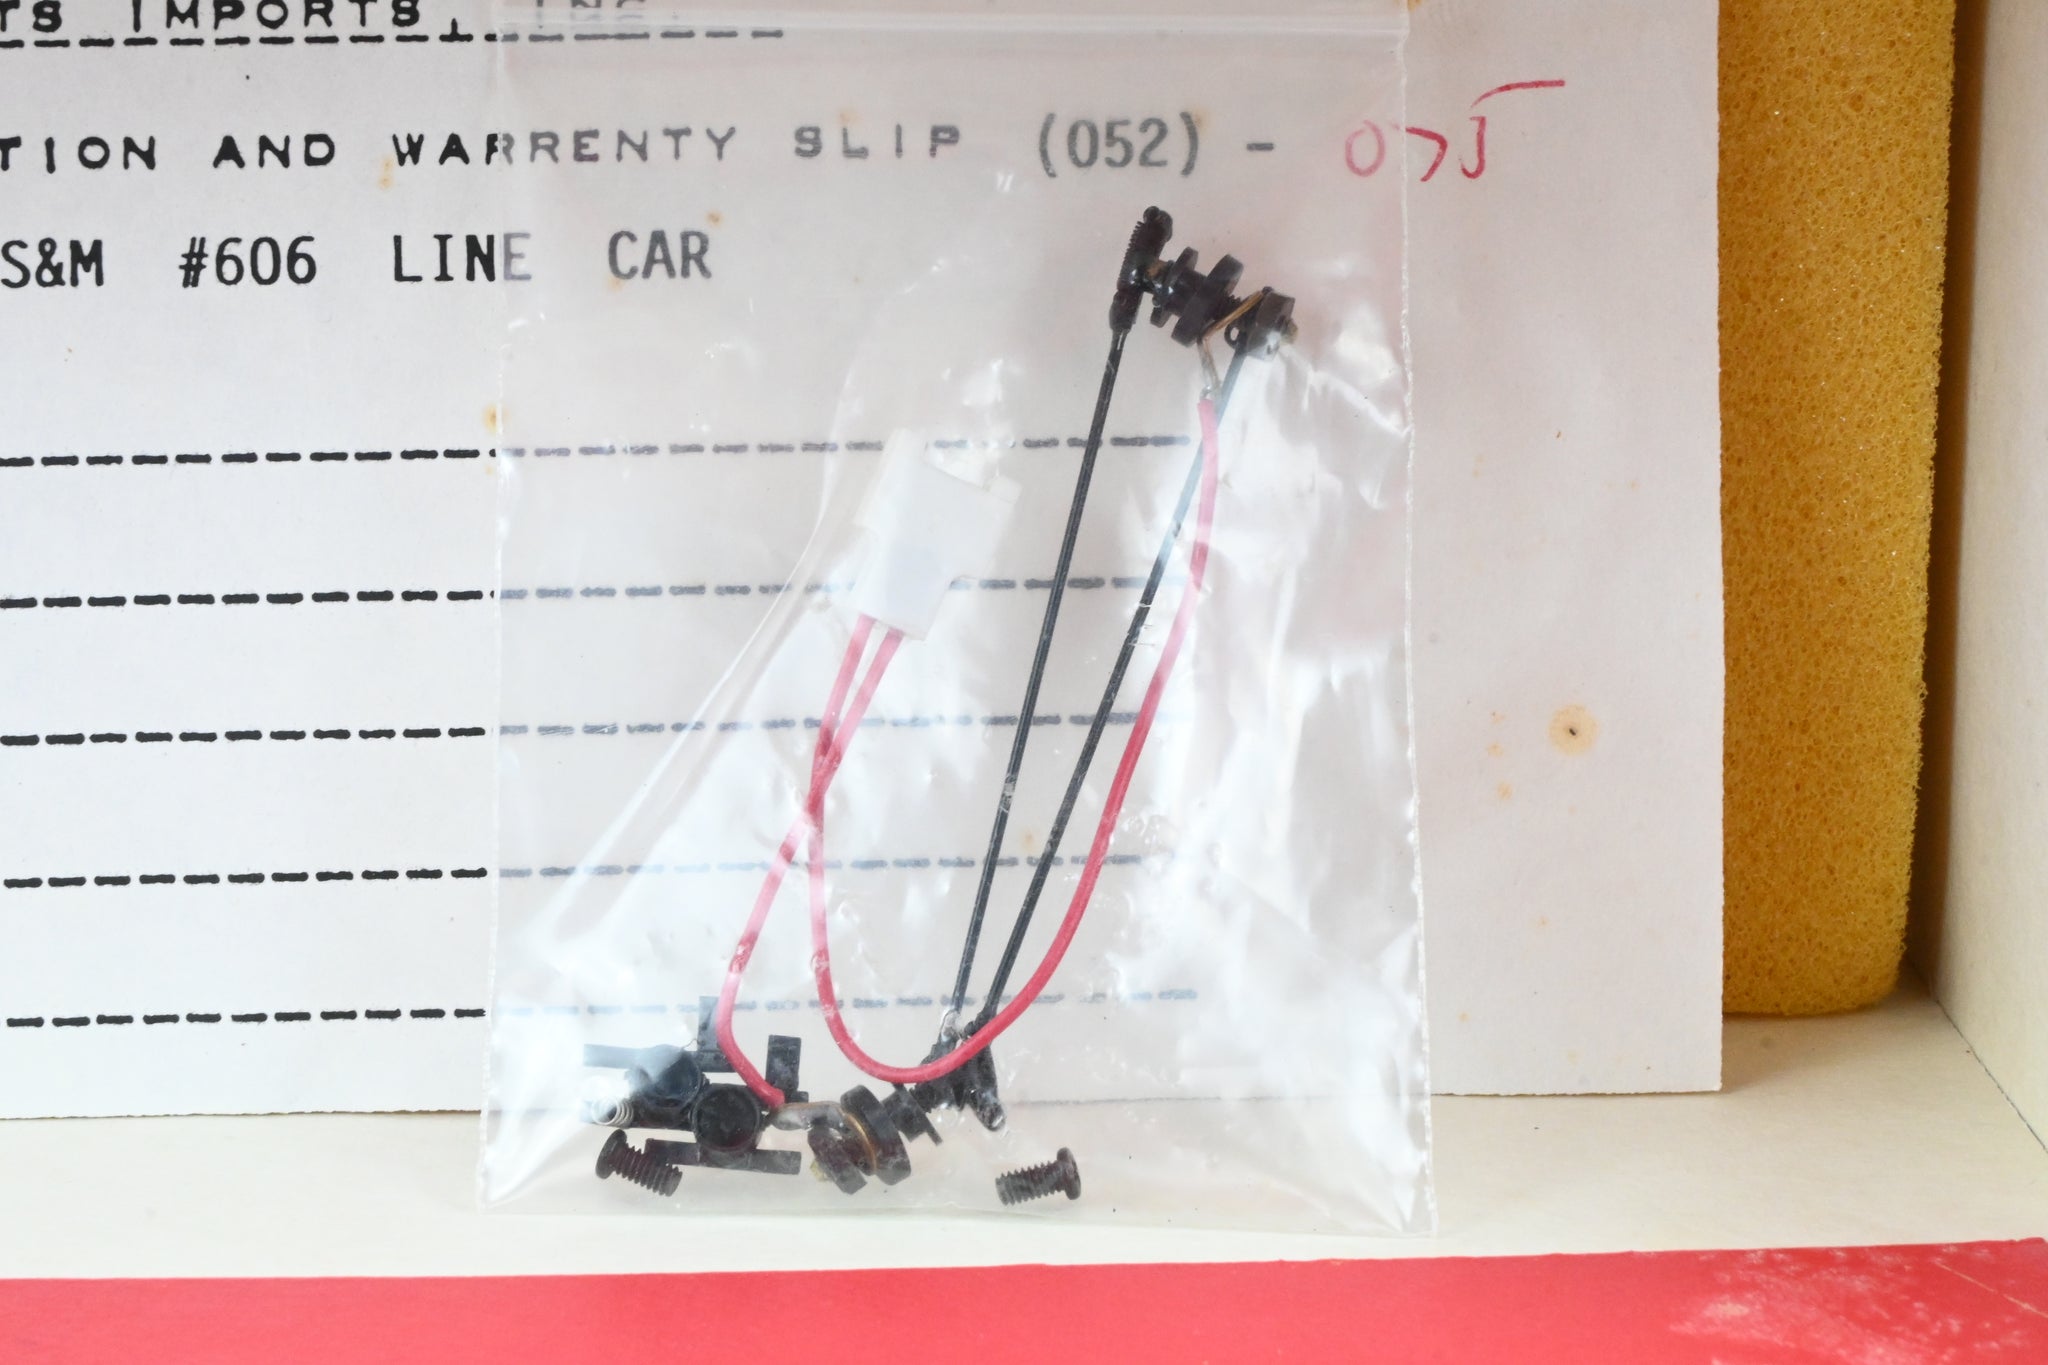 TS IMPORTS, INC.
TION AND WARRENTY SLIP (052) - 075
S&M #606 LINE CAR